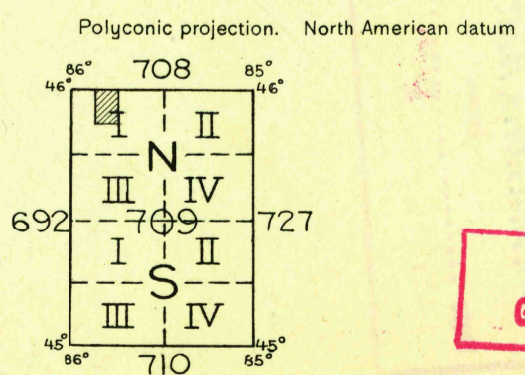 Polyconic projection. North American datum
86° 708 85°
46° 46°
I II
N
III IV
692 709 727
I II
S
III IV
45° 45°
86° 710 85°